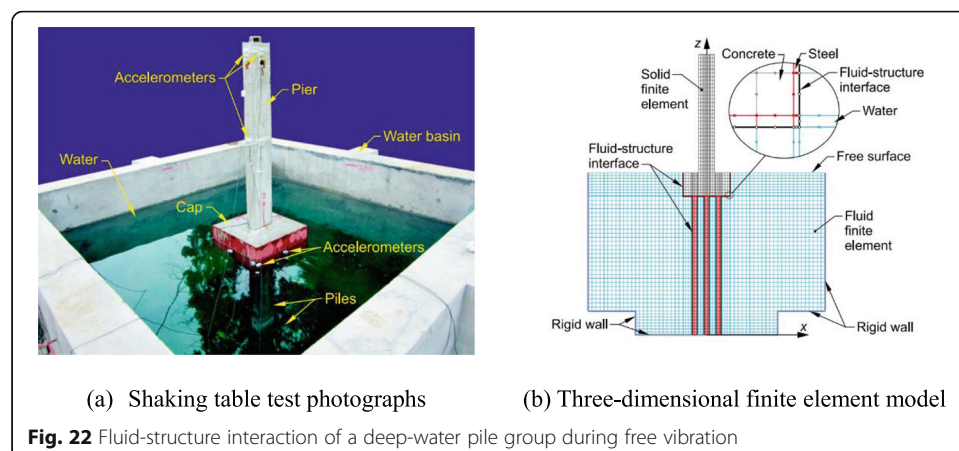 Accelerometers
Pier
Water basin
Water
Cap
Accelerometers
Piles
z
Concrete
Steel
Solid
finite
element
Fluid-structure
interface
Water
Fluid-
structure
interface
Free surface
Fluid
finite
element
Rigid wall
x
Rigid wall
(a) Shaking table test photographs
(b) Three-dimensional finite element model
Fig. 22 Fluid-structure interaction of a deep-water pile group during free vibration